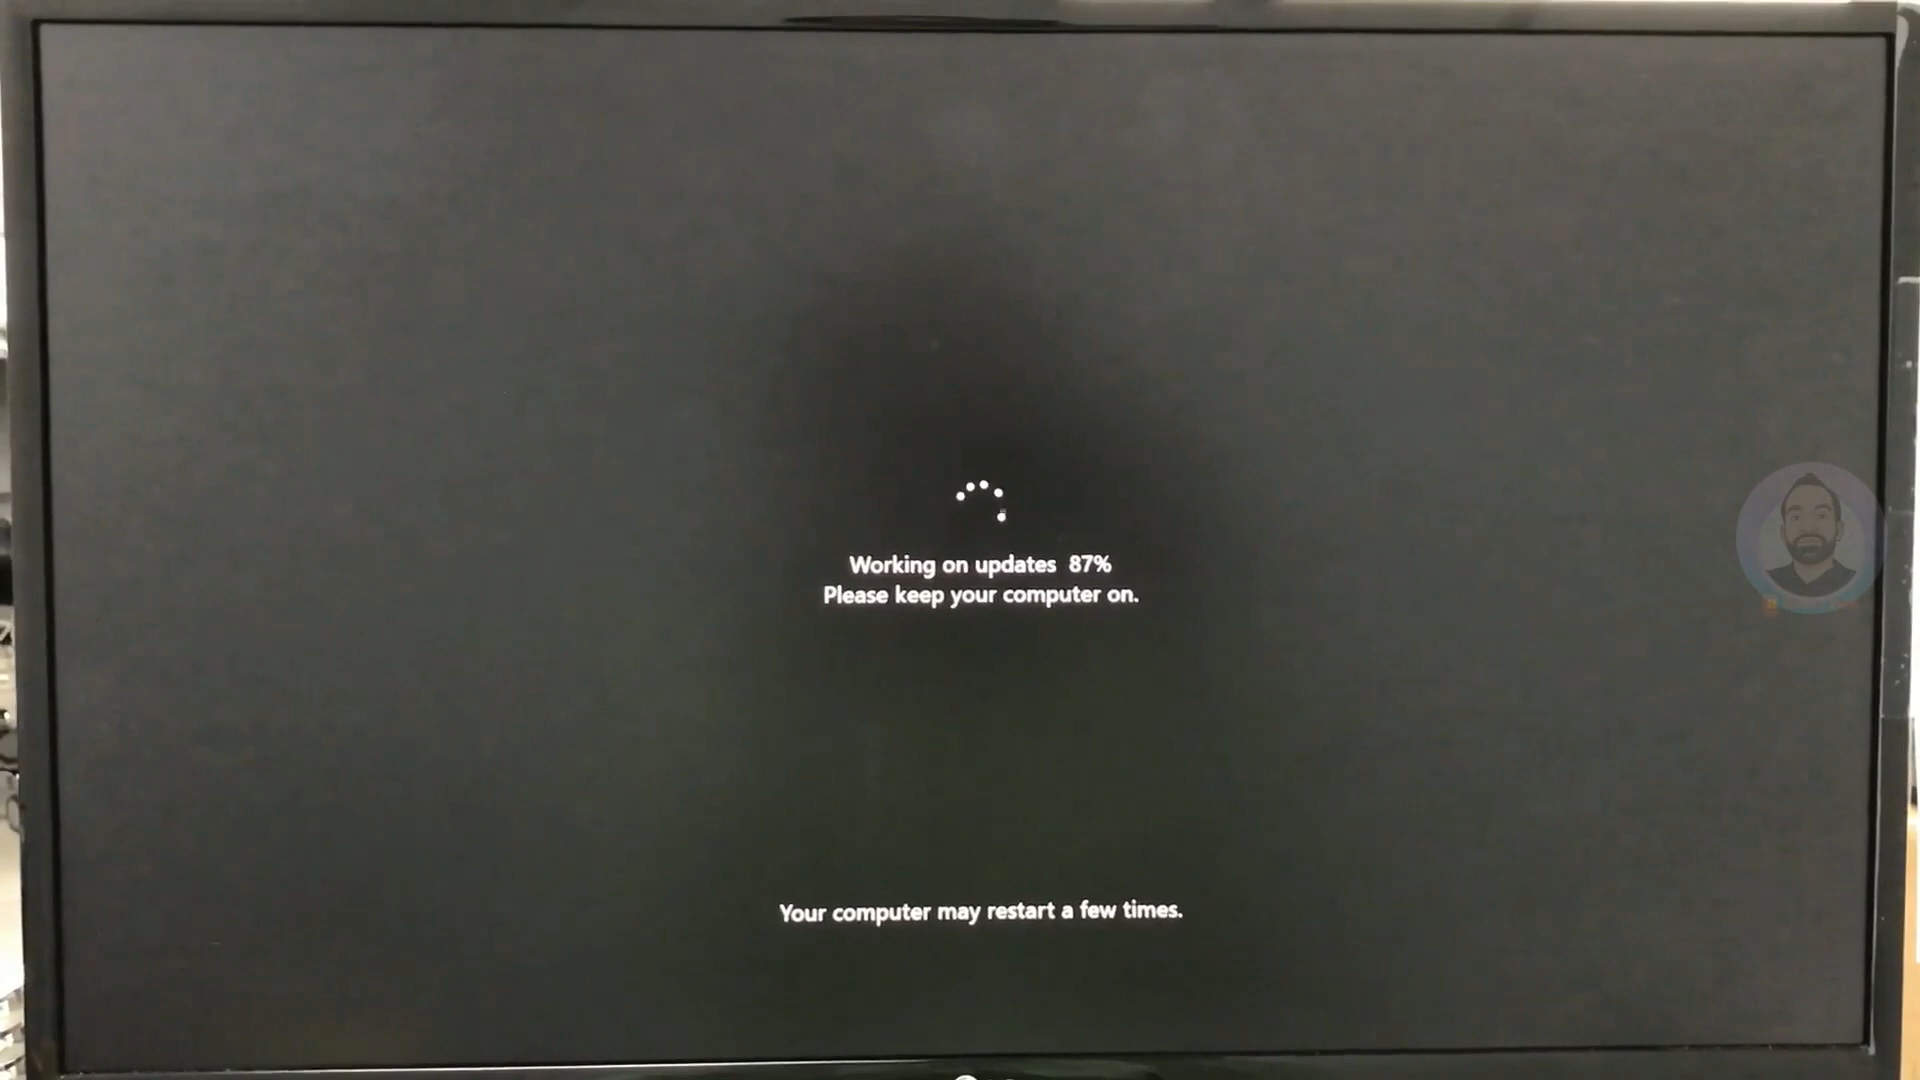 Working on updates 87%
Please keep your computer on.
Your computer may restart a few times.